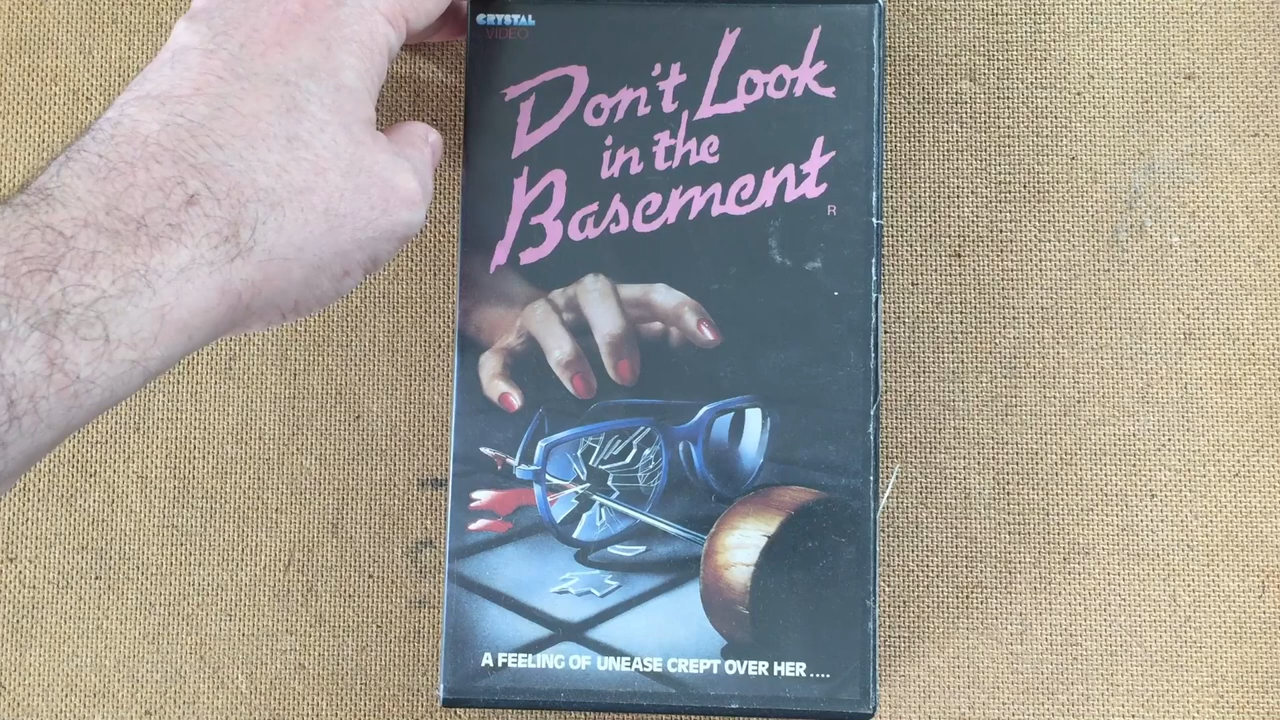 CRYSTAL
VIDEO
Don't Look
in the
Basement
R
A FEELING OF UNEASE CREPT OVER HER....